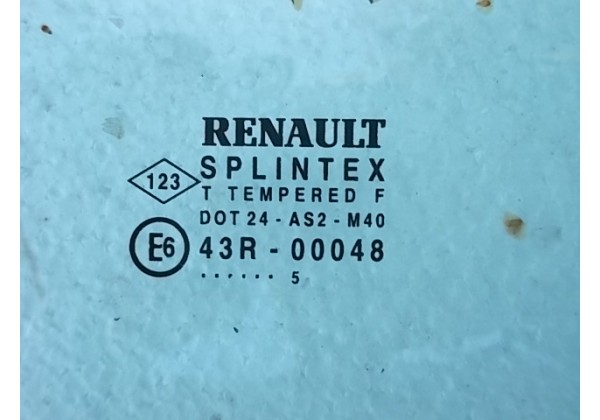 RENAULT
SPLINTEX
123
T TEMPERED F
DOT 24 - AS2 - M40
E6 43R - 00048
...... 5